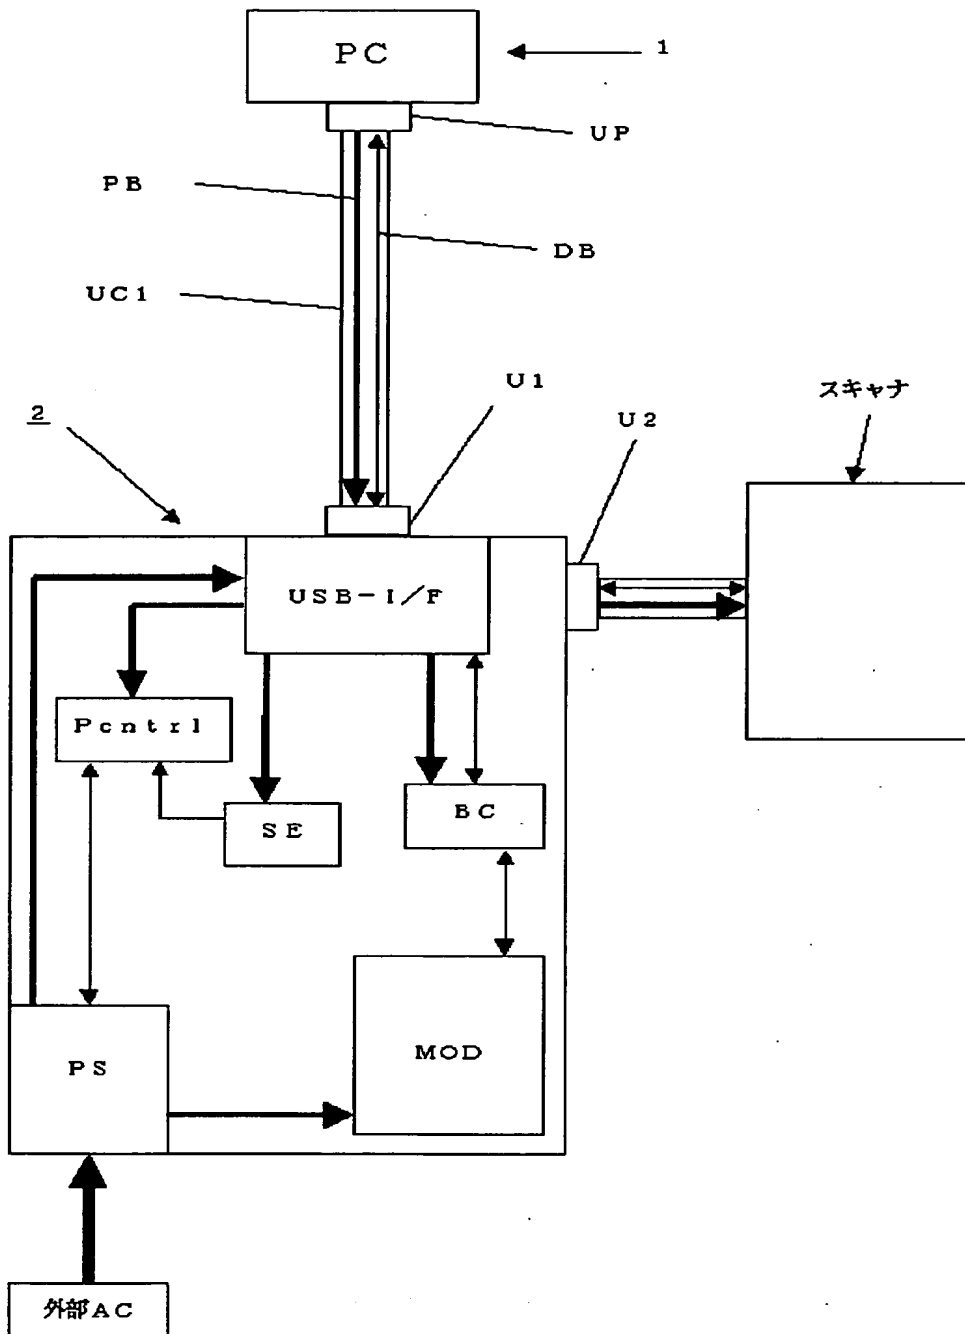 PC
1
UP
PB
DB
UC1
U1
スキャナ
2
U2
USB-I/F
Pcntrl
BC
SE
MOD
PS
外部AC